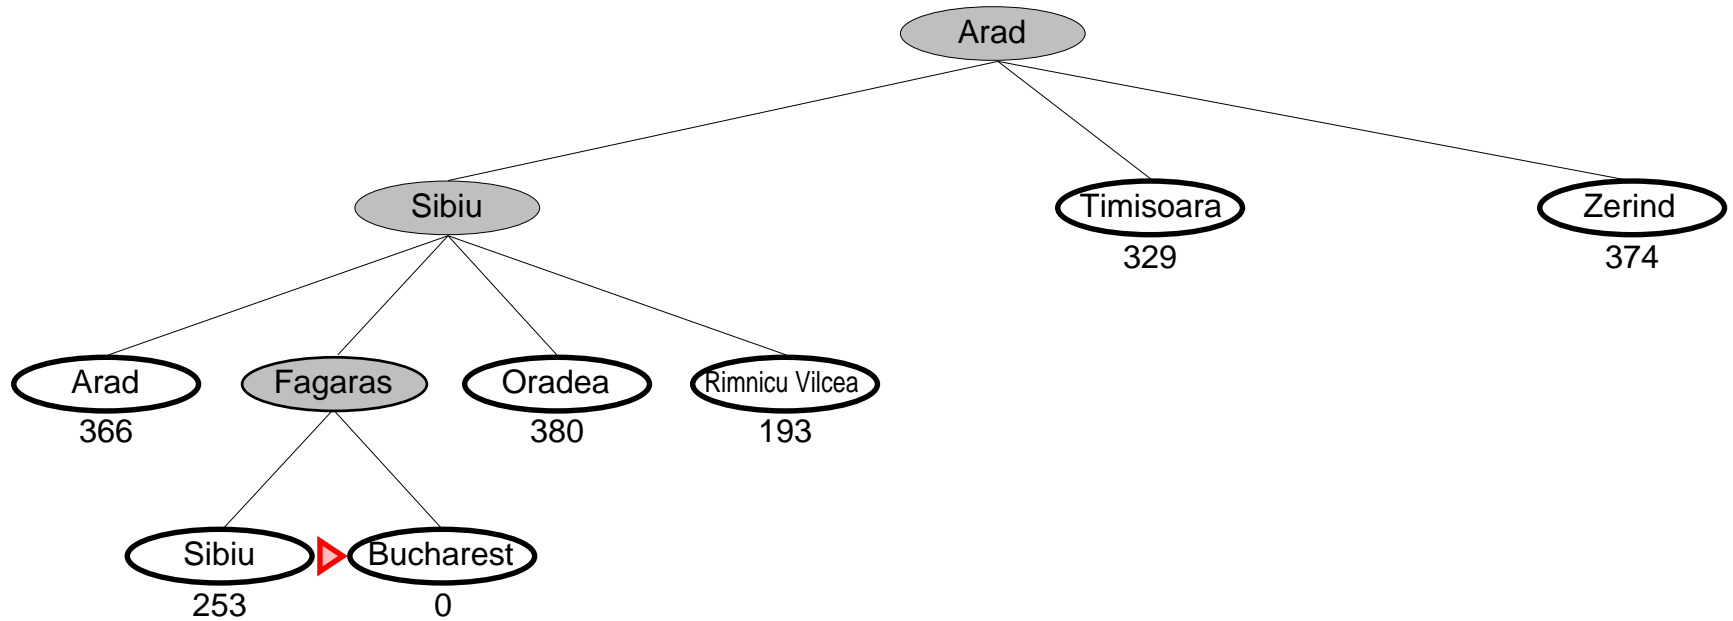 Arad
Sibiu
Timisoara
Zerind
329
374
Arad
Fagaras
Oradea
Rimnicu Vilcea
366
380
193
Sibiu
Bucharest
253
0